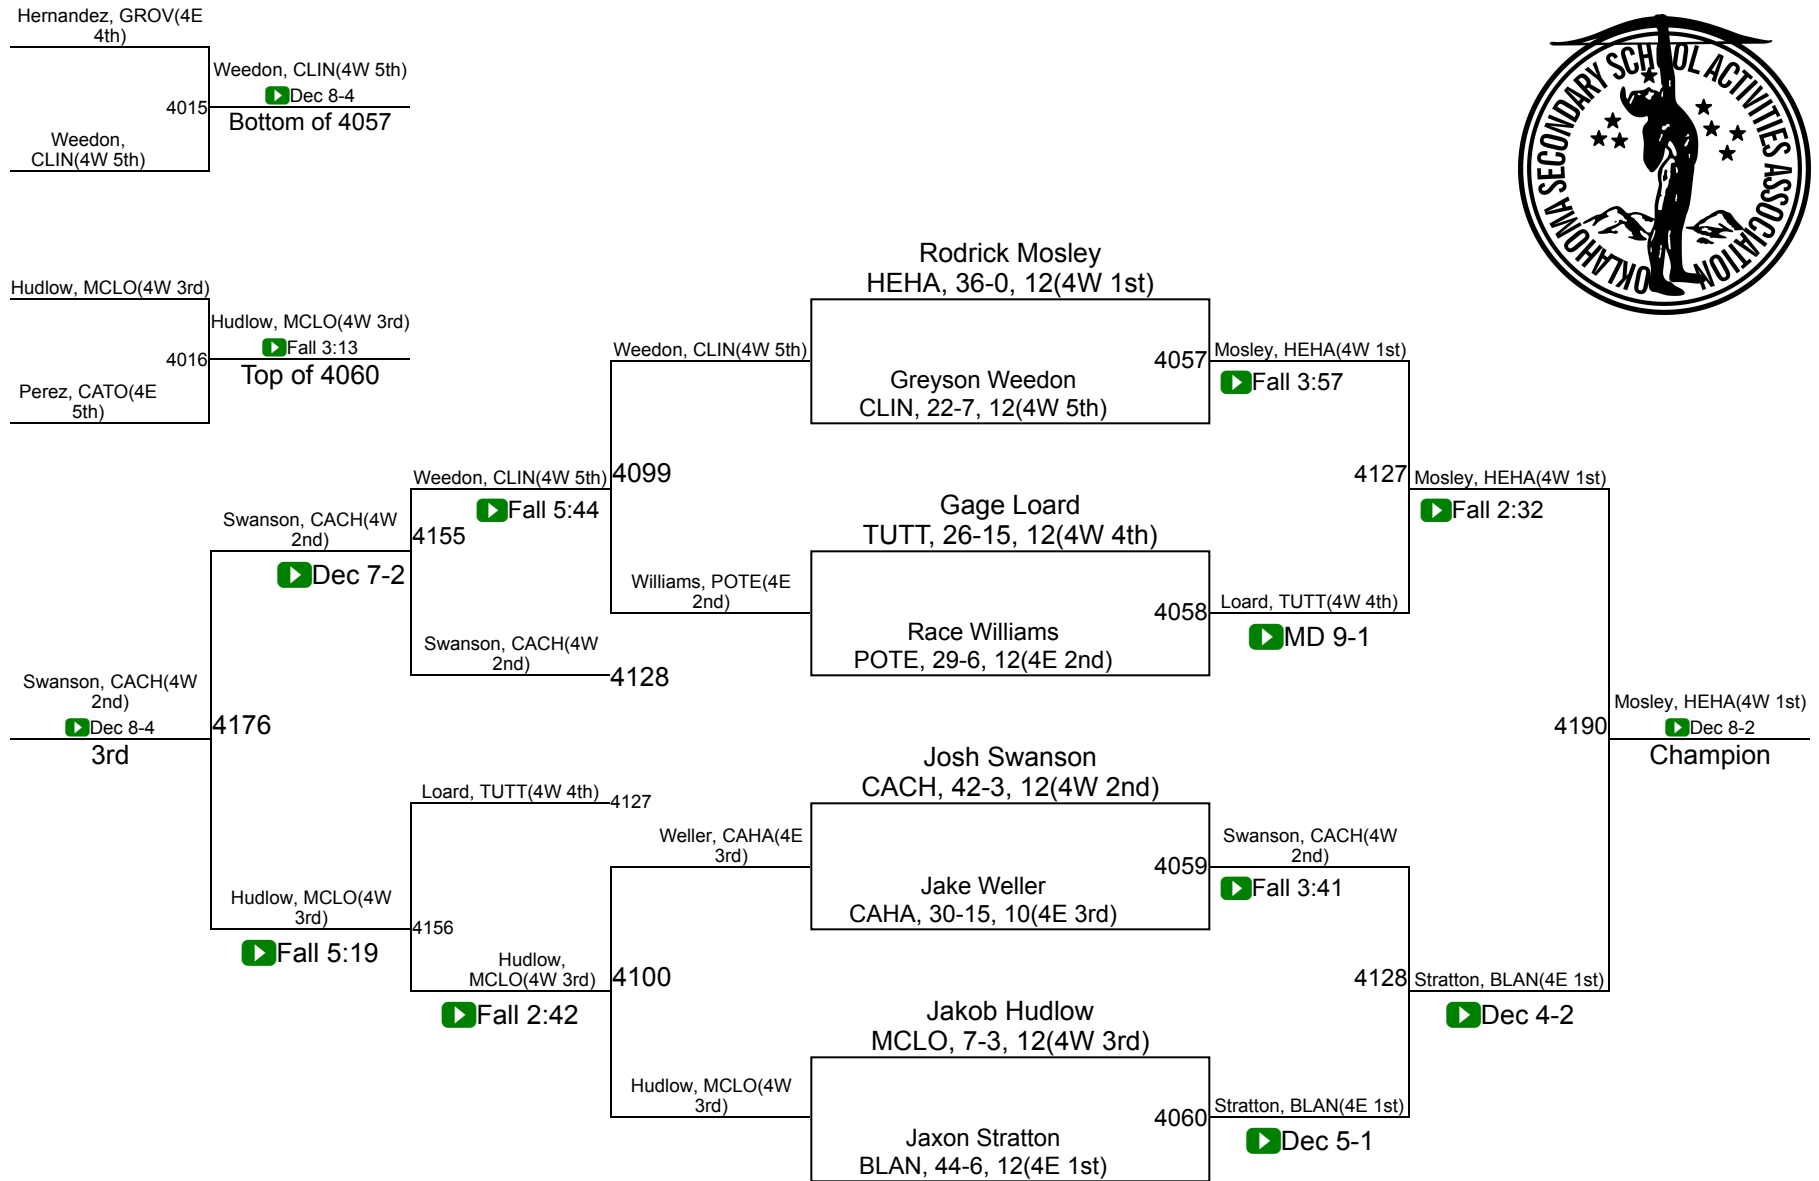 Hernandez, GROV(4E
4th)
Weedon, CLIN(4W 5th)
Dec 8-4
4015
Bottom of 4057
Weedon,
CLIN(4W 5th)
OKLAHOMA SECONDARY SCHOOL ACTIVITIES ASSOCIATION
Hudlow, MCLO(4W 3rd)
Hudlow, MCLO(4W 3rd)
Fall 3:13
4016
Top of 4060
Perez, CATO(4E
5th)
Rodrick Mosley
HEHA, 36-0, 12(4W 1st)
Weedon, CLIN(4W 5th)
4057
Mosley, HEHA(4W 1st)
Greyson Weedon
CLIN, 22-7, 12(4W 5th)
Fall 3:57
Weedon, CLIN(4W 5th)
4099
Fall 5:44
4127
Mosley, HEHA(4W 1st)
Fall 2:32
Swanson, CACH(4W
2nd)
4155
Dec 7-2
Gage Loard
TUTT, 26-15, 12(4W 4th)
Williams, POTE(4E
2nd)
4058
Loard, TUTT(4W 4th)
Race Williams
POTE, 29-6, 12(4E 2nd)
MD 9-1
Swanson, CACH(4W
2nd)
4128
Swanson, CACH(4W
2nd)
Dec 8-4
3rd
4176
4190
Mosley, HEHA(4W 1st)
Dec 8-2
Champion
Josh Swanson
CACH, 42-3, 12(4W 2nd)
Loard, TUTT(4W 4th)
4127
Weller, CAHA(4E
3rd)
4059
Swanson, CACH(4W
2nd)
Jake Weller
CAHA, 30-15, 10(4E 3rd)
Fall 3:41
Hudlow, MCLO(4W
3rd)
4156
Fall 5:19
Hudlow,
MCLO(4W 3rd)
4100
Fall 2:42
4128
Stratton, BLAN(4E 1st)
Dec 4-2
Jakob Hudlow
MCLO, 7-3, 12(4W 3rd)
Hudlow, MCLO(4W
3rd)
4060
Stratton, BLAN(4E 1st)
Jaxon Stratton
BLAN, 44-6, 12(4E 1st)
Dec 5-1